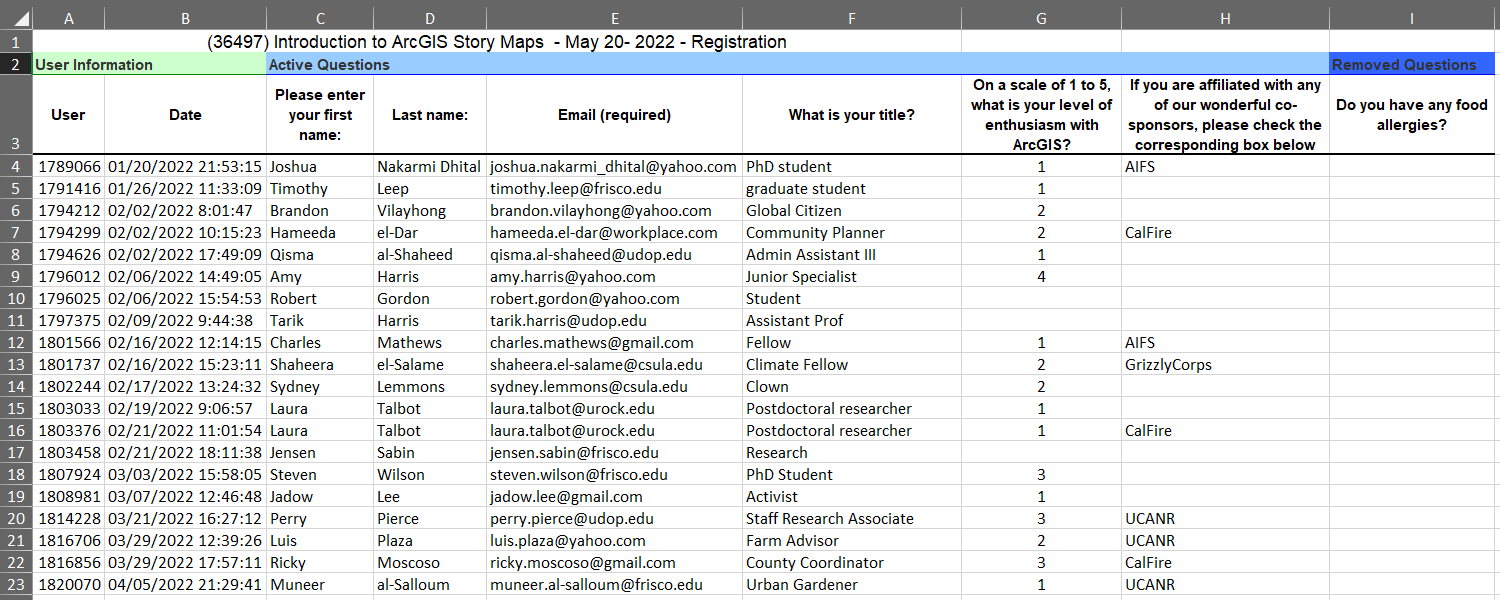 A B C D E F G H I
1 (36497) Introduction to ArcGIS Story Maps - May 20- 2022 - Registration
2 User Information Active Questions Removed Questions
3 User Date Please enter your first name: Last name: Email (required) What is your title? On a scale of 1 to 5, what is your level of enthusiasm with ArcGIS? If you are affiliated with any of our wonderful co-sponsors, please check the corresponding box below Do you have any food allergies?
4 1789066 01/20/2022 21:53:15 Joshua Nakarmi Dhital joshua.nakarmi_dhital@yahoo.com PhD student 1 AIFS
5 1791416 01/26/2022 11:33:09 Timothy Leep timothy.leep@frisco.edu graduate student 1
6 1794212 02/02/2022 8:01:47 Brandon Vilayhong brandon.vilayhong@yahoo.com Global Citizen 2
7 1794299 02/02/2022 10:15:23 Hameeda el-Dar hameeda.el-dar@workplace.com Community Planner 2 CalFire
8 1794626 02/02/2022 17:49:09 Qisma al-Shaheed qisma.al-shaheed@udop.edu Admin Assistant III 1
9 1796012 02/06/2022 14:49:05 Amy Harris amy.harris@yahoo.com Junior Specialist 4
10 1796025 02/06/2022 15:54:53 Robert Gordon robert.gordon@yahoo.com Student
11 1797375 02/09/2022 9:44:38 Tarik Harris tarik.harris@udop.edu Assistant Prof
12 1801566 02/16/2022 12:14:15 Charles Mathews charles.mathews@gmail.com Fellow 1 AIFS
13 1801737 02/16/2022 15:23:11 Shaheera el-Salame shaheera.el-salame@csula.edu Climate Fellow 2 GrizzlyCorps
14 1802244 02/17/2022 13:24:32 Sydney Lemmons sydney.lemmons@csula.edu Clown 2
15 1803033 02/19/2022 9:06:57 Laura Talbot laura.talbot@urock.edu Postdoctoral researcher 1
16 1803376 02/21/2022 11:01:54 Laura Talbot laura.talbot@urock.edu Postdoctoral researcher 1 CalFire
17 1803458 02/21/2022 18:11:38 Jensen Sabin jensen.sabin@frisco.edu Research
18 1807924 03/03/2022 15:58:05 Steven Wilson steven.wilson@frisco.edu PhD Student 3
19 1808981 03/07/2022 12:46:48 Jadow Lee jadow.lee@gmail.com Activist 1
20 1814228 03/21/2022 16:27:12 Perry Pierce perry.pierce@udop.edu Staff Research Associate 3 UCANR
21 1816706 03/29/2022 12:39:26 Luis Plaza luis.plaza@yahoo.com Farm Advisor 2 UCANR
22 1816856 03/29/2022 17:57:11 Ricky Moscoso ricky.moscoso@gmail.com County Coordinator 3 CalFire
23 1820070 04/05/2022 21:29:41 Muneer al-Salloum muneer.al-salloum@frisco.edu Urban Gardener 1 UCANR